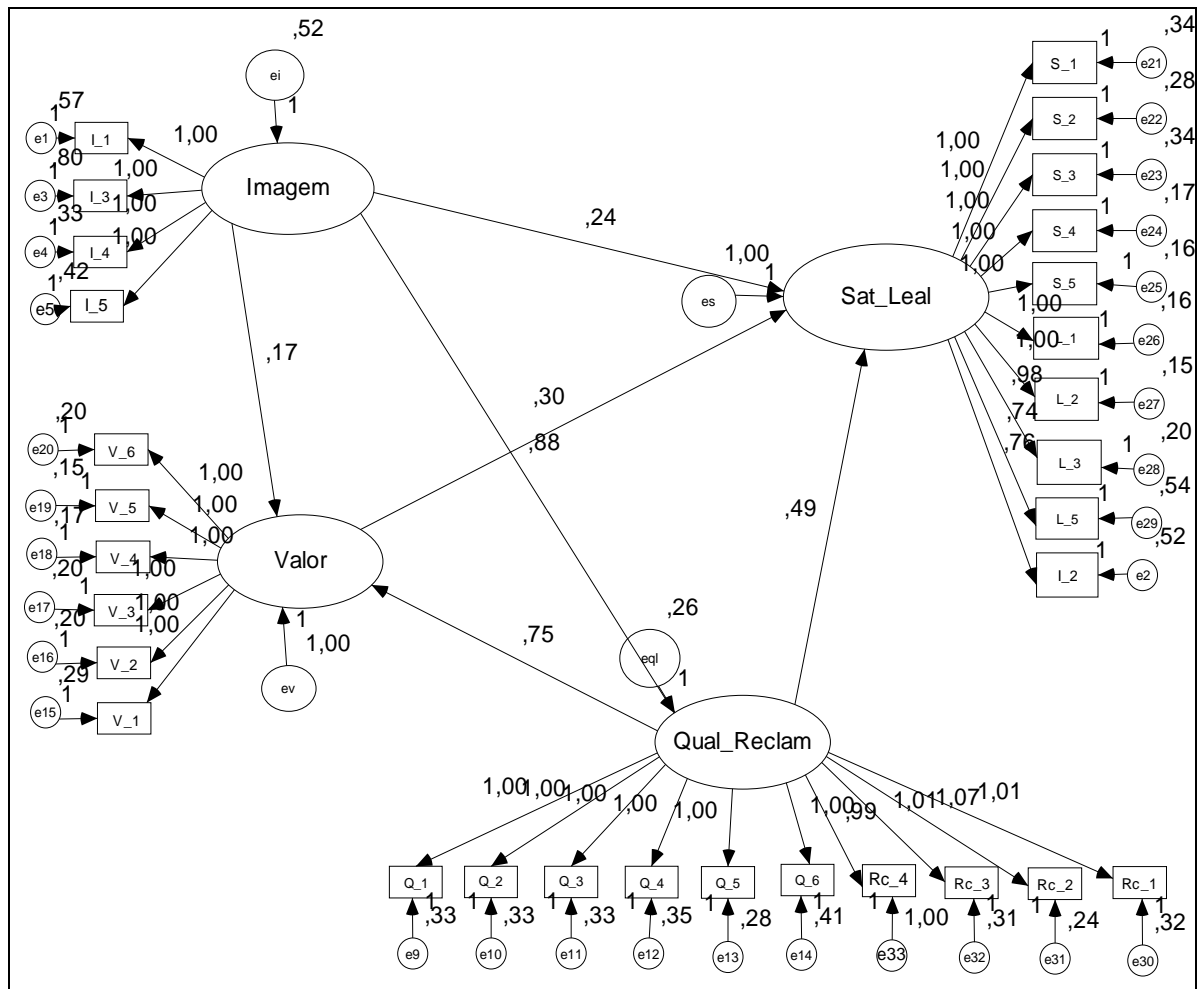 ,52
ei
1
,57
1
e1
I_1
1,00
,80
1
e3
I_3
1,00
,33
1
e4
I_4
1,00
,42
1
e5
I_5
1,00
Imagem
,24
,17
,88
,34
1
S_1
e21
,28
1
S_2
e22
,34
1
S_3
e23
,17
1
S_4
e24
,16
1
S_5
e25
,16
1
L_1
e26
,15
1
L_2
e27
,20
1
L_3
e28
,54
1
L_5
e29
,52
1
I_2
e2
1,00
1,00
1,00
1,00
1,00
1,00
1,00
,98
,74
,76
1,00
1
es
Sat_Leal
,30
,49
,20
1
e20
V_6
1,00
,15
1
e19
V_5
1,00
,17
1
e18
V_4
1,00
,20
1
e17
V_3
1,00
,20
1
e16
V_2
1,00
,29
1
e15
V_1
1,00
Valor
1
1,00
ev
,75
,26
eql
1
Qual_Reclam
1,00
1,00
1,00
1,00
1,00
1,00
,99
1,01
1,07
1,01
Q_1
Q_2
Q_3
Q_4
Q_5
Q_6
Rc_4
Rc_3
Rc_2
Rc_1
1
,33
1
,33
1
,33
1
,35
1
,28
1
,41
1
1,00
1
,31
1
,24
1
,32
e9
e10
e11
e12
e13
e14
e33
e32
e31
e30